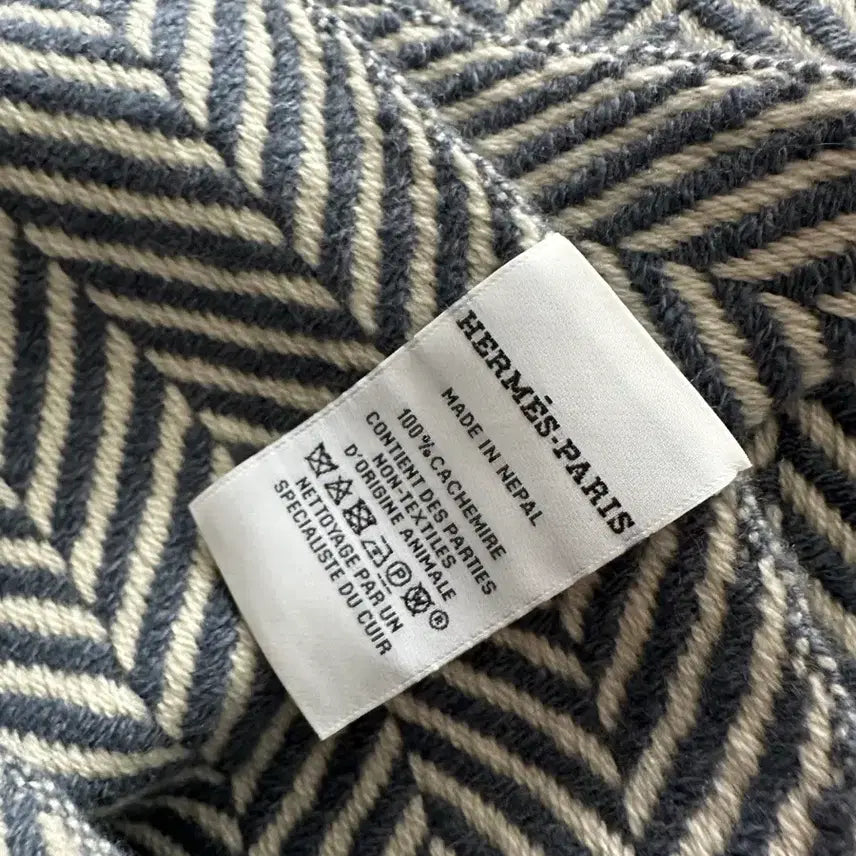 HERMÈS-PARIS
MADE IN NEPAL
100% CACHEMIRE
CONTIENT DES PARTIES
NON-TEXTILES
D'ORIGINE ANIMALE
P ®
NETTOYAGE PAR UN
SPECIALISTE DU CUIR